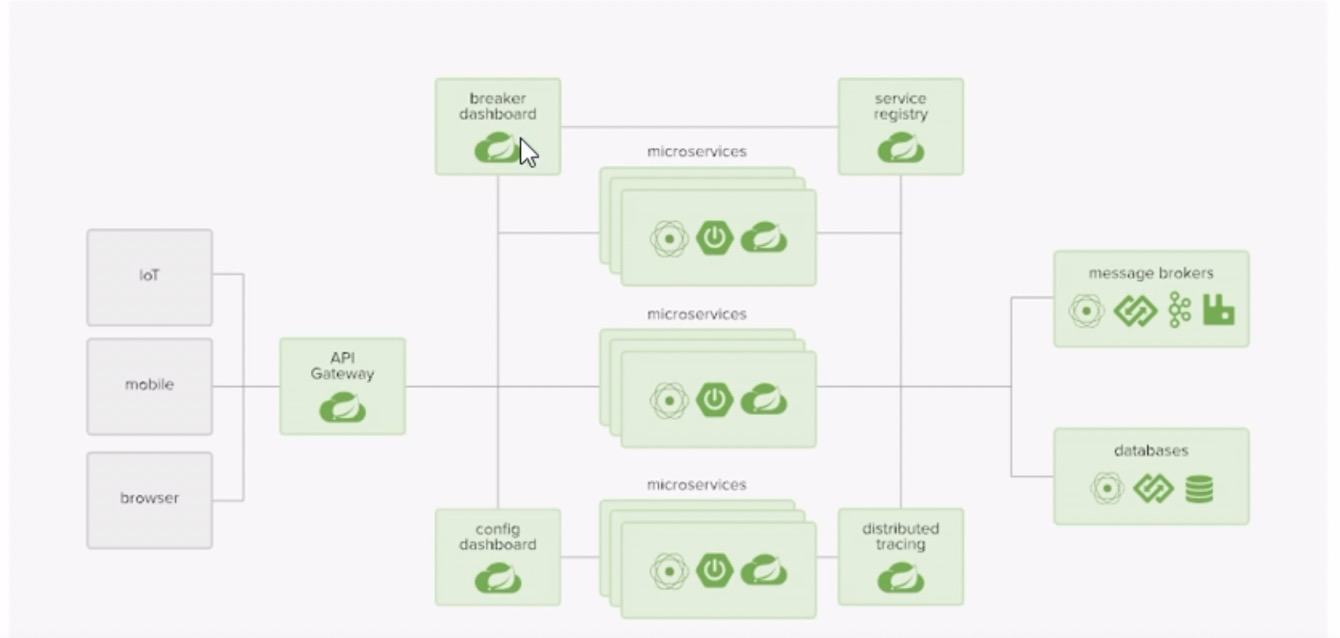 breaker
dashboard
service
registry
microservices
IoT
message brokers
microservices
API
Gateway
mobile
databases
browser
microservices
config
dashboard
distributed
tracing